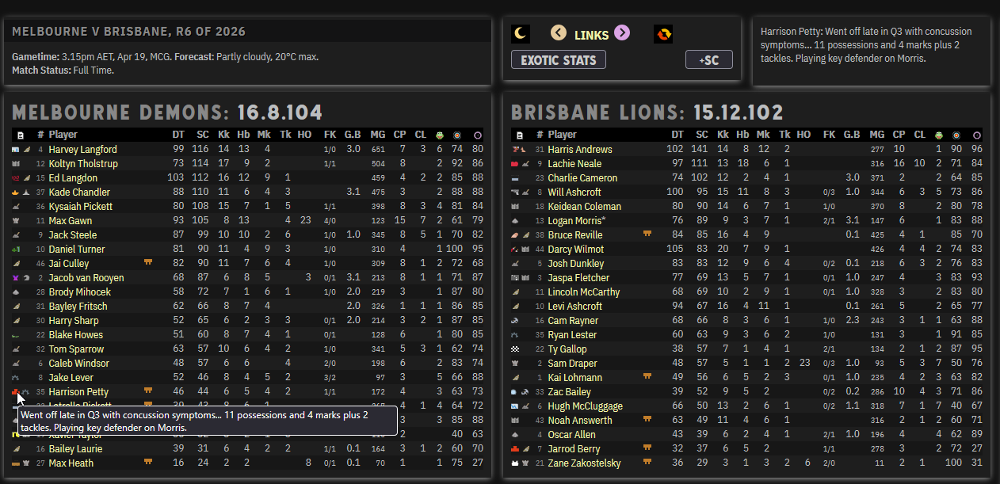 MELBOURNE V BRISBANE, R6 OF 2026
Gametime: 3.15pm AET, Apr 19, MCG. Forecast: Partly cloudy, 20°C max.
Match Status: Full Time.
LINKS
EXOTIC STATS
+SC
Harrison Petty: Went off late in Q3 with concussion
symptoms... 11 possessions and 4 marks plus 2
tackles. Playing key defender on Morris.
MELBOURNE DEMONS: 16.8.104
# Player DT SC Kk Hb Mk Tk HO FK G.B MG CP CL
4 Harvey Langford 99 116 14 13 4 1/0 3.0 651 7 3 6 74 80
12 Koltyn Tholstrup 73 114 17 9 2 1/1 504 8 2 92 86
15 Ed Langdon 103 112 16 12 9 1 459 4 2 2 85 88
37 Kade Chandler 88 110 11 6 4 3 3.1 475 3 2 88 88
36 Kysaiah Pickett 80 108 15 7 1 5 1/1 398 8 3 4 81 84
11 Max Gawn 93 105 8 13 4 23 4/0 123 15 7 2 61 79
9 Jack Steele 87 99 10 10 2 6 1/0 1.0 345 8 5 1 70 82
10 Daniel Turner 81 90 11 4 9 3 1/0 310 4 1 100 95
46 Jai Culley 82 90 11 7 6 4 1/0 309 8 1 2 72 68
2 Jacob van Rooyen 68 87 6 8 5 3 0/1 3.1 213 8 1 1 71 87
28 Brody Mihocek 58 72 7 1 6 1 1/0 2.0 219 3 1 87 80
31 Bayley Fritsch 62 66 8 7 4 2.0 326 1 1 1 86 85
30 Harry Sharp 52 65 6 2 3 3 0/1 2.0 214 3 2 1 87 85
22 Blake Howes 51 60 8 7 4 1 0/1 128 6 1 80 85
32 Tom Sparrow 63 57 10 6 4 2 1/0 341 5 3 1 62 74
6 Caleb Windsor 48 57 6 6 4 2/0 198 6 2 83 74
8 Jake Lever 52 46 8 4 5 2 3/2 97 3 5 66 88
35 Harrison Petty 46 44 6 5 4 2 1/1 172 4 3 63 73
4 1 4 64 72
Went off late in Q3 with concussion symptoms... 11 possessions and 4 marks plus 2
tackles. Playing key defender on Morris.
3 3 85 88
2 40 63
16 Bailey Laurie 39 31 6 4 2 2 1/1 0.1 164 3 1 2 60 70
27 Max Heath 16 24 2 2 8 0/1 0.1 70 1 1 75 27
BRISBANE LIONS: 15.12.102
# Player DT SC Kk Hb Mk Tk HO FK G.B MG CP CL
31 Harris Andrews 102 141 14 8 12 2 277 10 1 90 96
9 Lachie Neale 92 111 13 18 6 1 316 16 10 2 71 84
23 Charlie Cameron 74 102 12 2 4 1 3.0 371 2 2 64 85
8 Will Ashcroft 100 95 15 11 8 3 0/3 1.0 344 6 3 5 73 86
18 Keidean Coleman 80 90 14 6 7 1 1/0 370 8 2 80 78
13 Logan Morris* 76 89 9 3 7 1 2/1 3.1 147 6 1 83 88
38 Bruce Reville 84 85 16 4 9 0.1 425 4 1 85 70
44 Darcy Wilmot 105 83 20 7 9 1 426 4 4 2 74 83
5 Josh Dunkley 83 83 12 9 6 4 0/2 0.1 218 6 3 2 76 83
3 Jaspa Fletcher 77 69 13 5 7 1 0/1 1.0 247 4 3 83 93
11 Lincoln McCarthy 68 69 10 2 9 1 0/1 1.0 328 3 2 83 80
10 Levi Ashcroft 94 67 16 4 11 1 0.1 261 5 2 65 77
16 Cam Rayner 68 66 8 3 6 1 1/0 2.3 243 3 1 1 63 88
35 Ryan Lester 60 63 9 3 6 2 1/0 131 3 1 91 85
22 Ty Gallop 38 57 7 1 4 1 2/1 134 2 1 2 87 95
2 Sam Draper 48 57 5 1 1 2 23 0/3 1.0 93 5 3 7 50 76
1 Kai Lohmann 49 56 6 5 2 3 0/1 1.0 235 4 2 3 63 82
33 Zac Bailey 39 52 9 5 2 0/2 0.2 286 10 4 3 71 86
6 Hugh McCluggage 66 50 13 2 6 1 0/2 1.1 318 7 1 7 40 67
43 Noah Answerth 63 49 11 4 6 1 316 2 1 2 60 71
4 Oscar Allen 43 39 6 2 4 1 2/1 1.0 196 4 4 62 89
7 Jarrod Berry 32 37 6 5 2 1/1 278 3 2 72 27
21 Zane Zakostelsky 36 29 3 1 3 2 6 2/0 11 2 1 100 31